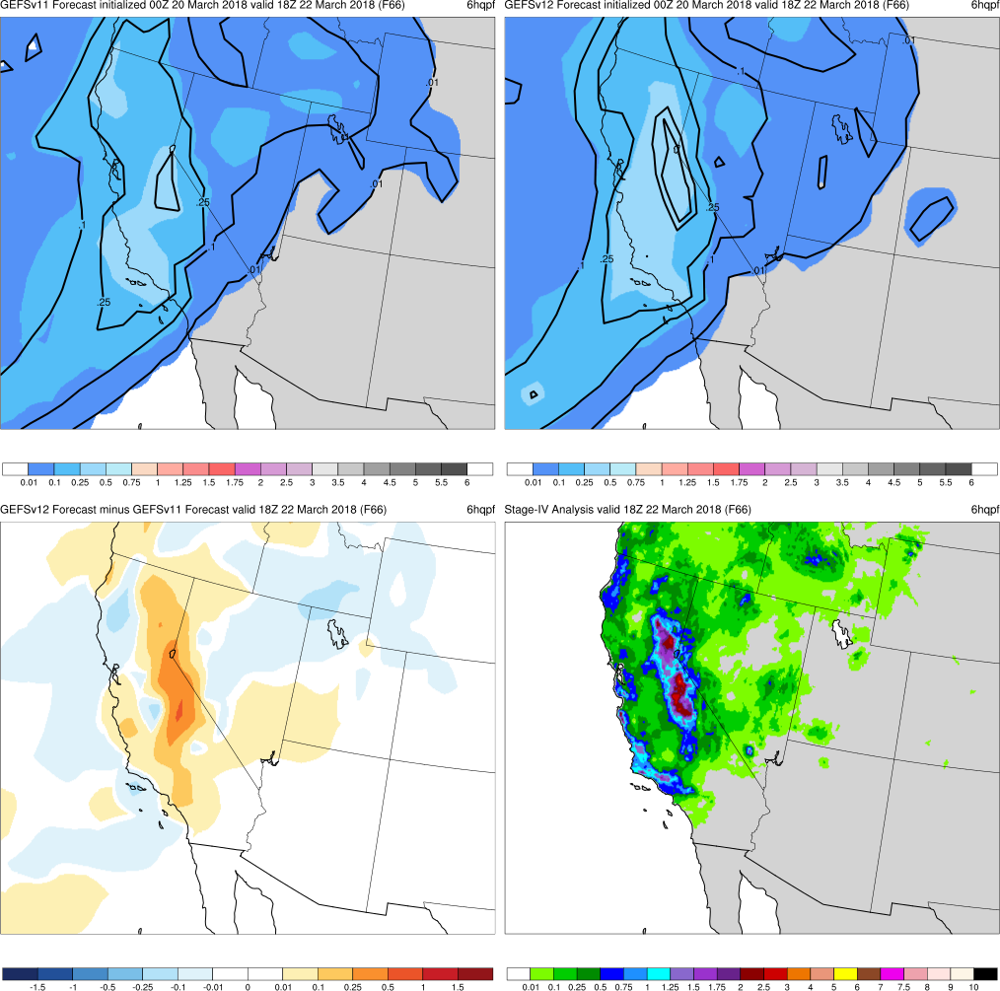 GEFSv11 Forecast initialized 00Z 20 March 2018 valid 18Z 22 March 2018 (F66) 6hqpf
.01
.01
.25
.1
.1
.01
.25
0.01 0.1 0.25 0.5 0.75 1 1.25 1.5 1.75 2 2.5 3 3.5 4 4.5 5 5.5 6
GEFSv12 Forecast initialized 00Z 20 March 2018 valid 18Z 22 March 2018 (F66) 6hqpf
.01
.1
.25
.25
.1
.1
.01
0.01 0.1 0.25 0.5 0.75 1 1.25 1.5 1.75 2 2.5 3 3.5 4 4.5 5 5.5 6
GEFSv12 Forecast minus GEFSv11 Forecast valid 18Z 22 March 2018 (F66) 6hqpf
-1.5 -1 -0.5 -0.25 -0.1 -0.01 0 0.01 0.1 0.25 0.5 1 1.5
Stage-IV Analysis valid 18Z 22 March 2018 (F66) 6hqpf
0.01 0.1 0.25 0.5 0.75 1 1.25 1.5 1.75 2 2.5 3 4 5 6 7 7.5 8 9 10